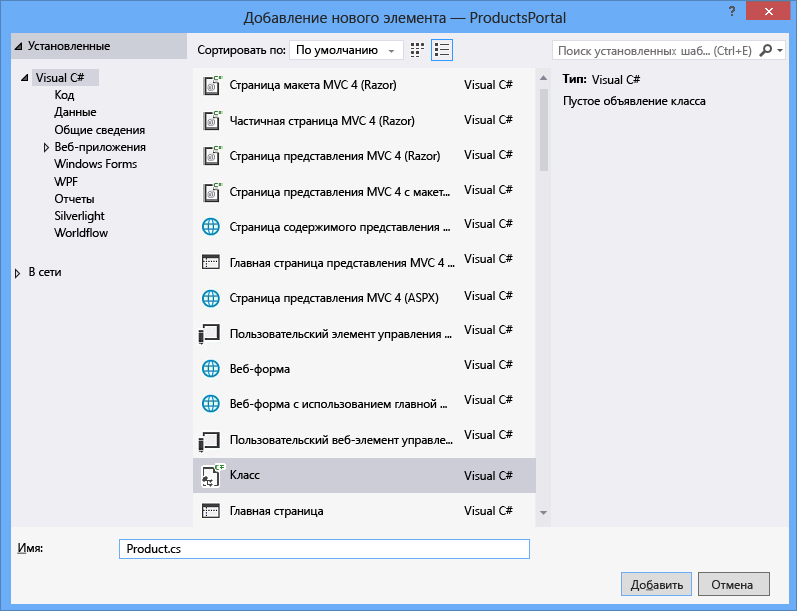 Добавление нового элемента — ProductsPortal
?
Установленные
Сортировать по: По умолчанию
Поиск установленных шаб... (Ctrl+E)
Visual C#
Код
Данные
Общие сведения
Веб-приложения
Windows Forms
WPF
Отчеты
Silverlight
Worldflow
В сети
Страница макета MVC 4 (Razor) Visual C#
Частичная страница MVC 4 (Razor) Visual C#
Страница представления MVC 4 (Razor) Visual C#
Страница представления MVC 4 с макет... Visual C#
Страница содержимого представления ... Visual C#
Главная страница представления MVC 4 ... Visual C#
Страница представления MVC 4 (ASPX) Visual C#
Пользовательский элемент управления ... Visual C#
Веб-форма Visual C#
Веб-форма с использованием главной ... Visual C#
Пользовательский веб-элемент управле... Visual C#
Класс Visual C#
Главная страница Visual C#
Тип: Visual C#
Пустое объявление класса
Имя: Product.cs
Добавить Отмена